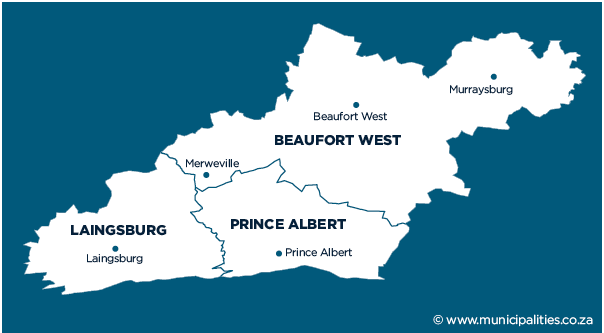 Murraysburg
Beaufort West
BEAUFORT WEST
Merweville
PRINCE ALBERT
LAINGSBURG
Prince Albert
Laingsburg
© www.municipalities.co.za